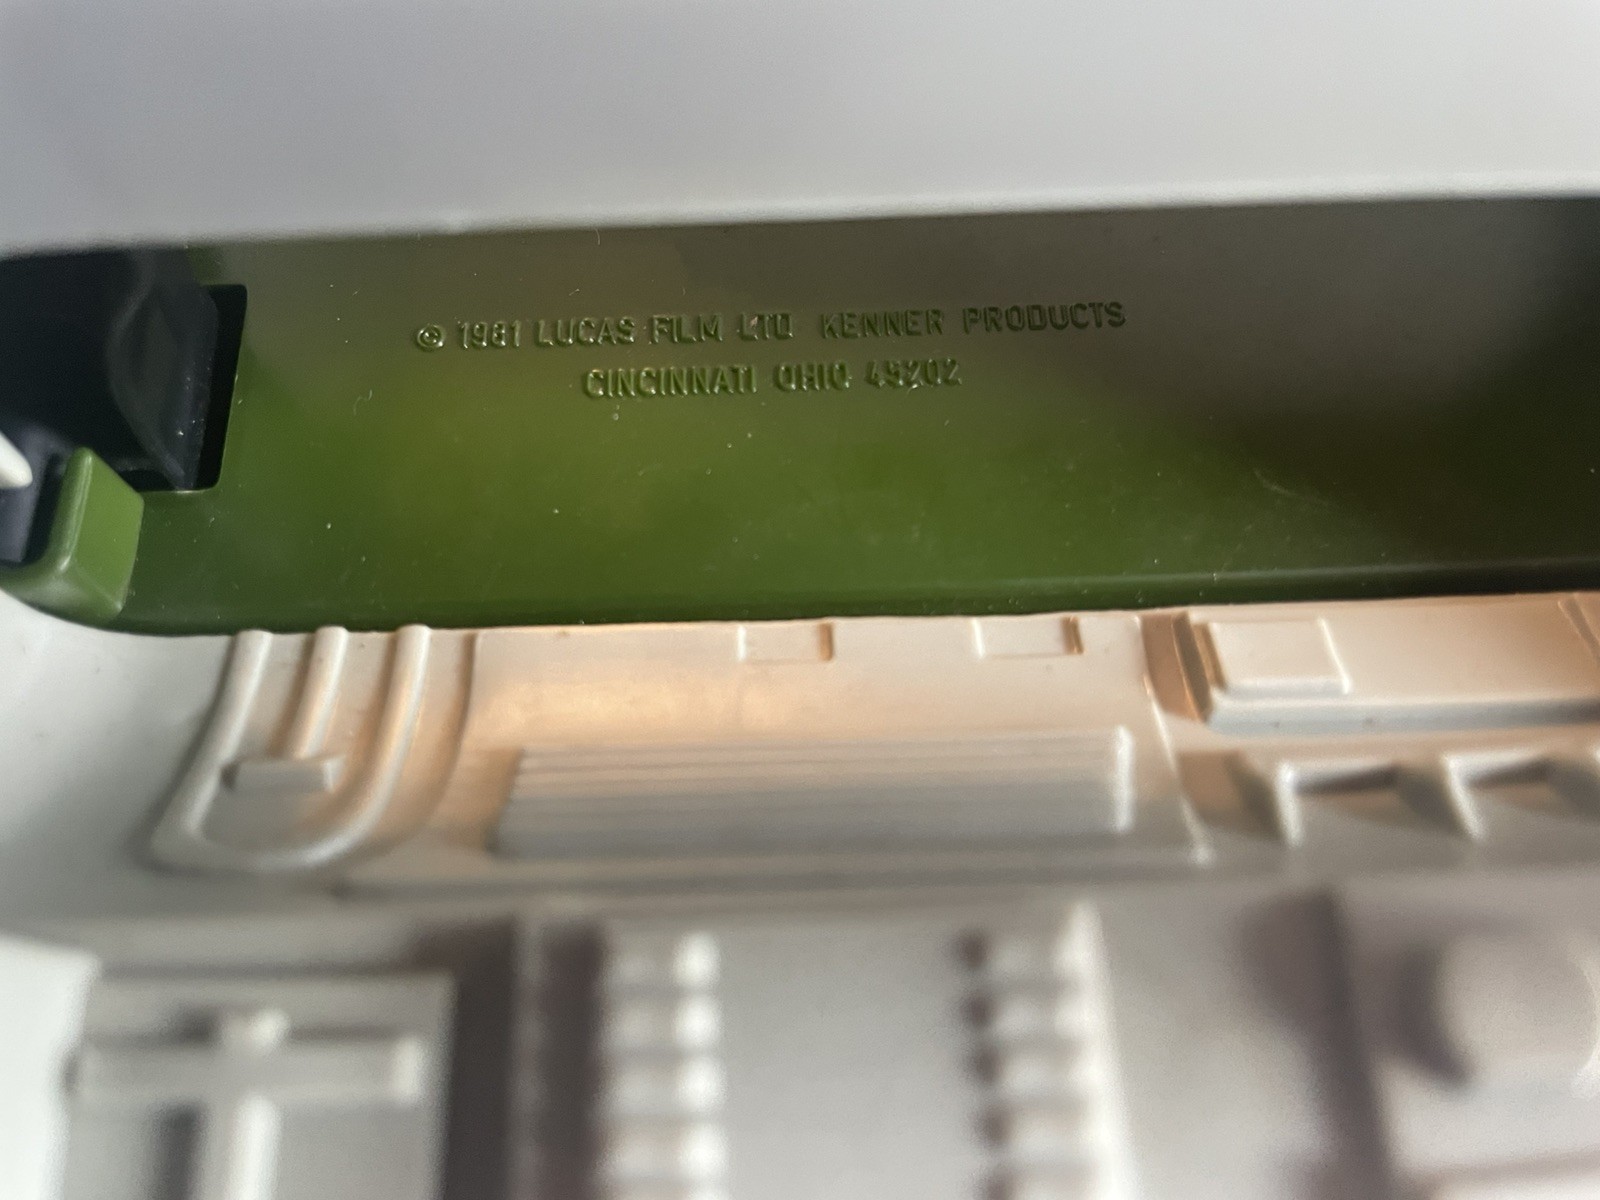 © 1981 LUCAS FILM LTD KENNER PRODUCTS
CINCINNATI OHIO 45202